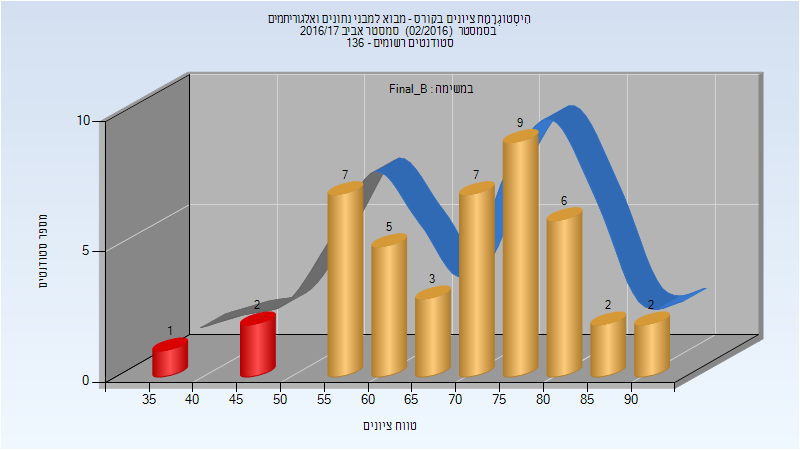 היסטוגרמת ציונים בקורס - מבוא למבני נתונים ואלגוריתמים
בסמסטר (02/2016) סמסטר אביב 2016/17
סטודנטים רשומים - 136
במשימה : Final_B
מספר סטודנטים
10
5
0
1
2
7
5
3
7
9
6
2
2
35 40 45 50 55 60 65 70 75 80 85 90
טווח ציונים